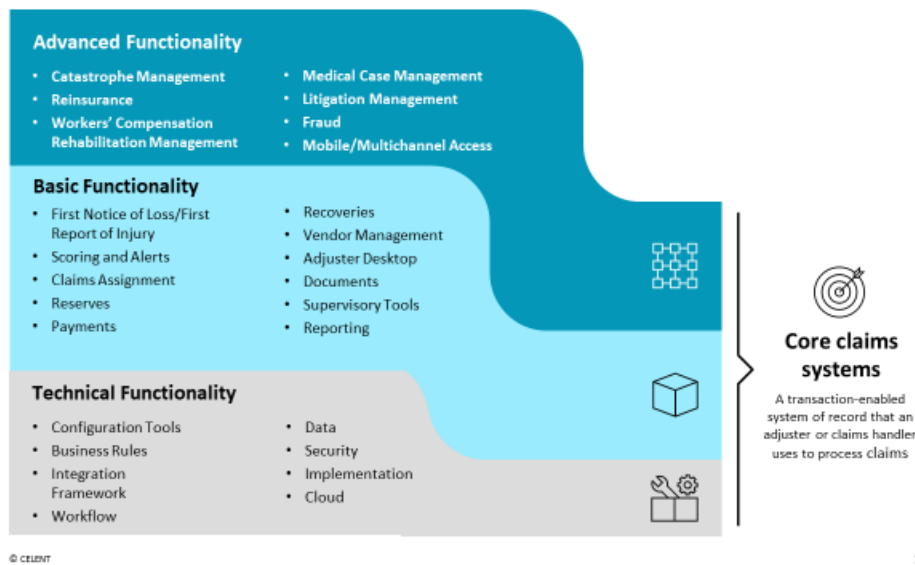 Advanced Functionality
• Catastrophe Management
• Reinsurance
• Workers' Compensation
Rehabilitation Management
• Medical Case Management
• Litigation Management
• Fraud
• Mobile/Multichannel Access
Basic Functionality
• First Notice of Loss/First
Report of Injury
• Scoring and Alerts
• Claims Assignment
• Reserves
• Payments
• Recoveries
• Vendor Management
• Adjuster Desktop
• Documents
• Supervisory Tools
• Reporting
Technical Functionality
• Configuration Tools
• Business Rules
• Integration
Framework
• Workflow
• Data
• Security
• Implementation
• Cloud
Core claims
systems
A transaction-enabled
system of record that an
adjuster or claims handler
uses to process claims
© CELENT